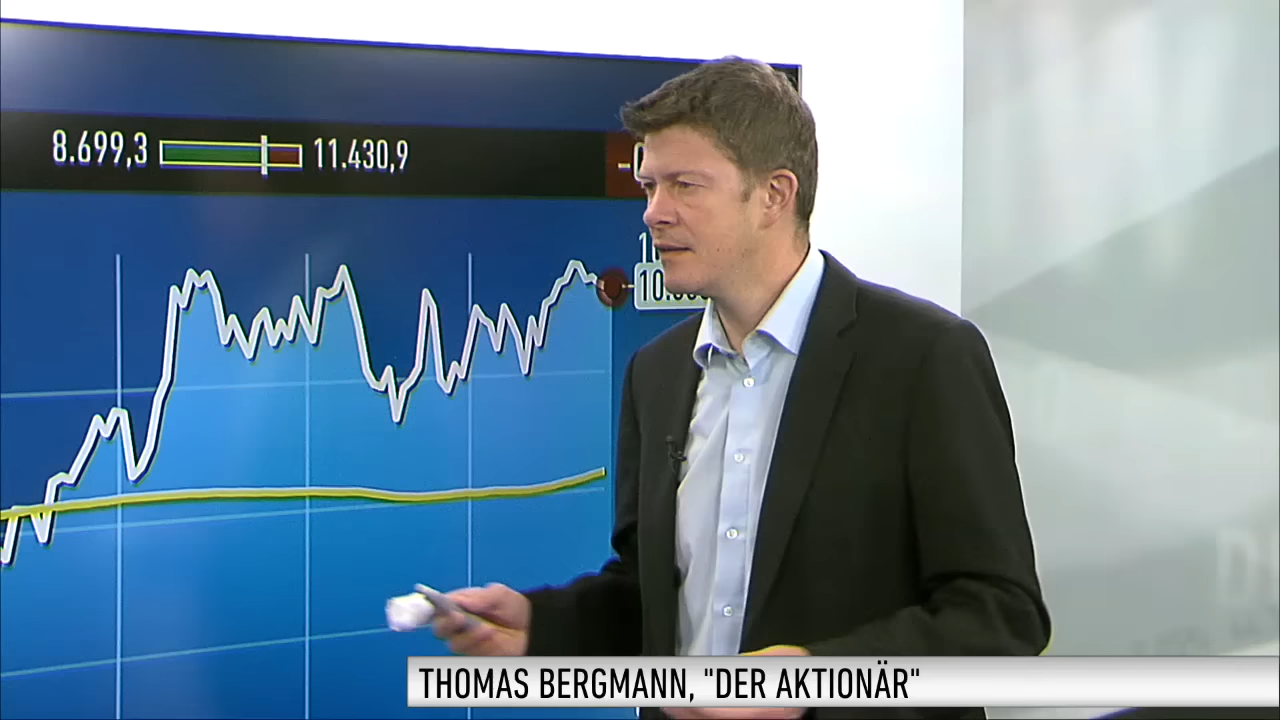 8.699,3 11.430,9
THOMAS BERGMANN, "DER AKTIONÄR"